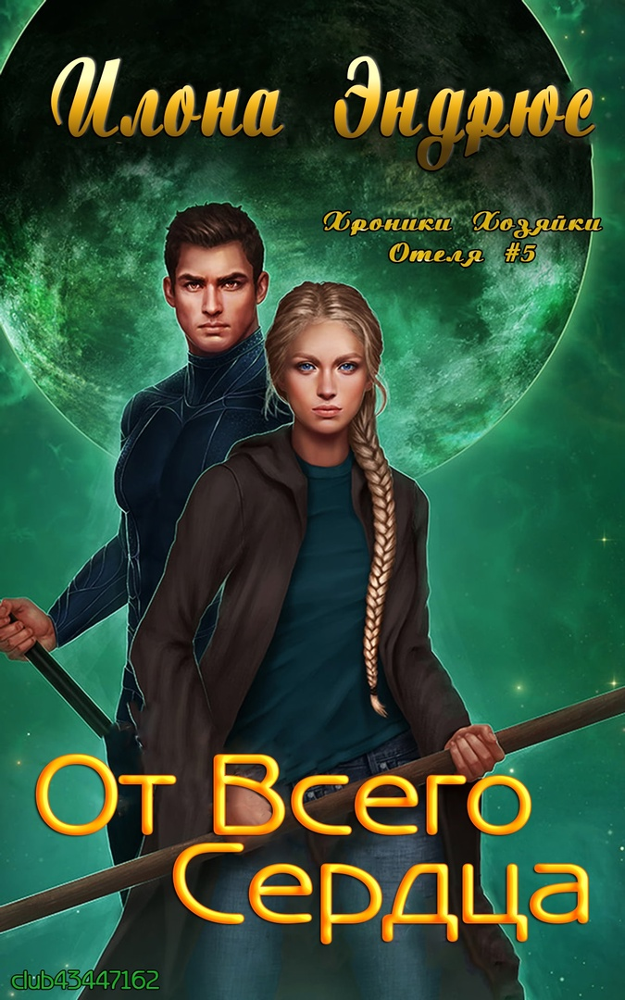 Илона Эндрюс
Хроники Хозяйки
Отеля #5
От Всего
Сердца
club43447162